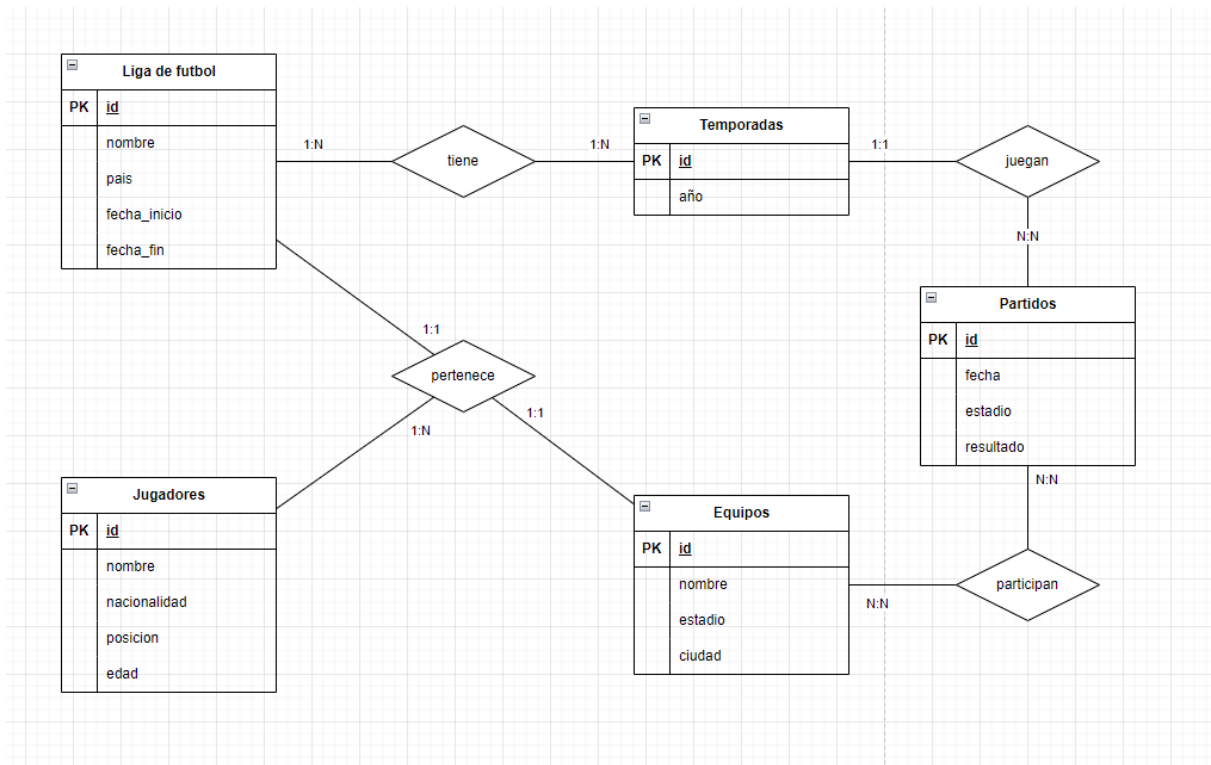 Liga de futbol
PK id
nombre
pais
fecha_inicio
fecha_fin
1:N
tiene
1:N
Temporadas
PK id
año
1:1
juegan
N:N
Partidos
PK id
fecha
estadio
resultado
1:1
pertenece
1:N
1:1
Jugadores
PK id
nombre
nacionalidad
posicion
edad
Equipos
PK id
nombre
estadio
ciudad
N:N
participan
N:N